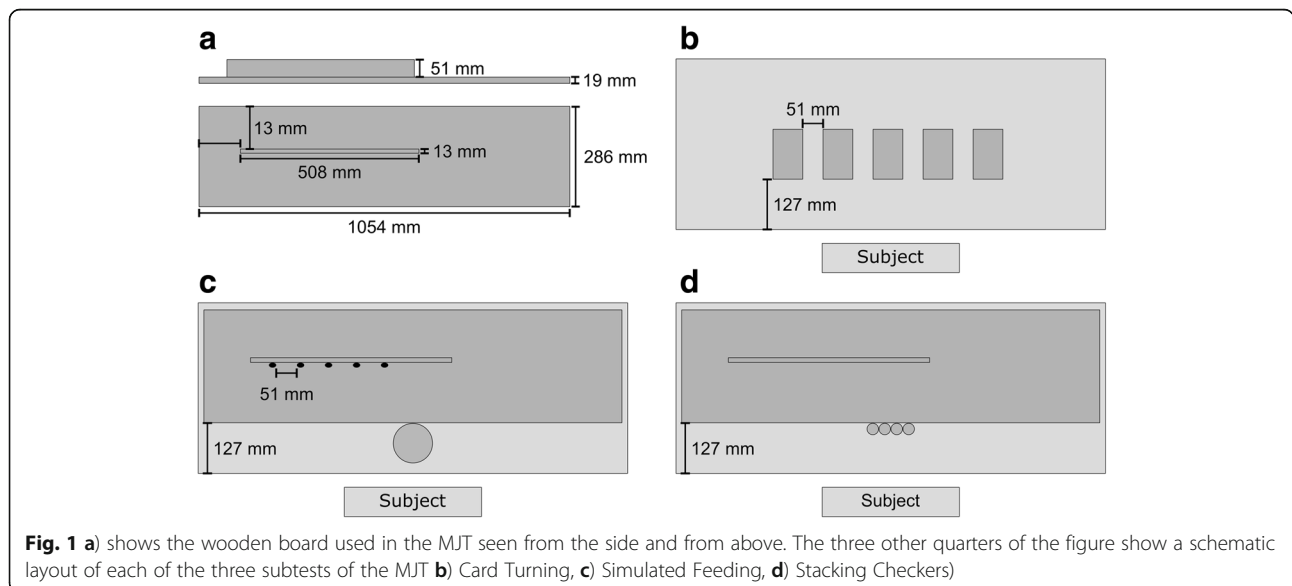 a
51 mm
19 mm
13 mm
13 mm
508 mm
286 mm
1054 mm
b
51 mm
127 mm
Subject
c
51 mm
127 mm
Subject
d
127 mm
Subject
Fig. 1 a) shows the wooden board used in the MJT seen from the side and from above. The three other quarters of the figure show a schematic
layout of each of the three subtests of the MJT b) Card Turning, c) Simulated Feeding, d) Stacking Checkers)